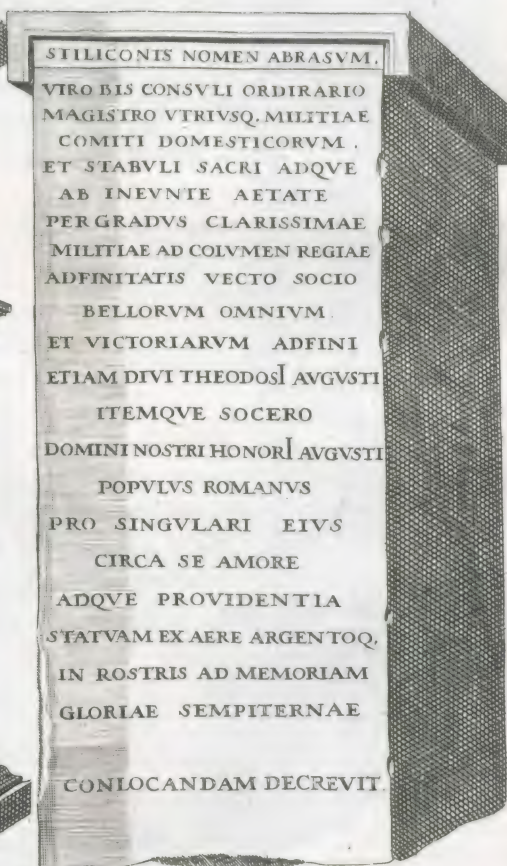 STILICONIS NOMEN ABRASVM.
VIRO BIS CONSVLI ORDIRARIO
MAGISTRO VTRIVSQ. MILITIAE
COMITI DOMESTICORVM .
ET STABVLI SACRI ADQVE
AB INEVNTE AETATE
PER GRADVS CLARISSIMAE
MILITIAE AD COLVMEN REGIAE
ADFINITATIS VECTO SOCIO
BELLORVM OMNIVM.
ET VICTORIARVM ADFINI
ETIAM DIVI THEODOSI AVGVSTI
ITEMQVE SOCERO
DOMINI NOSTRI HONORI AVGVSTI
POPVLVS ROMANVS
PRO SINGVLARI EIVS
CIRCA SE AMORE
ADQVE PROVIDENTIA
STATVAM EX AERE ARGENTOQ.
IN ROSTRIS AD MEMORIAM
GLORIAE SEMPITERNAE
CONLOCANDAM DECREVIT.